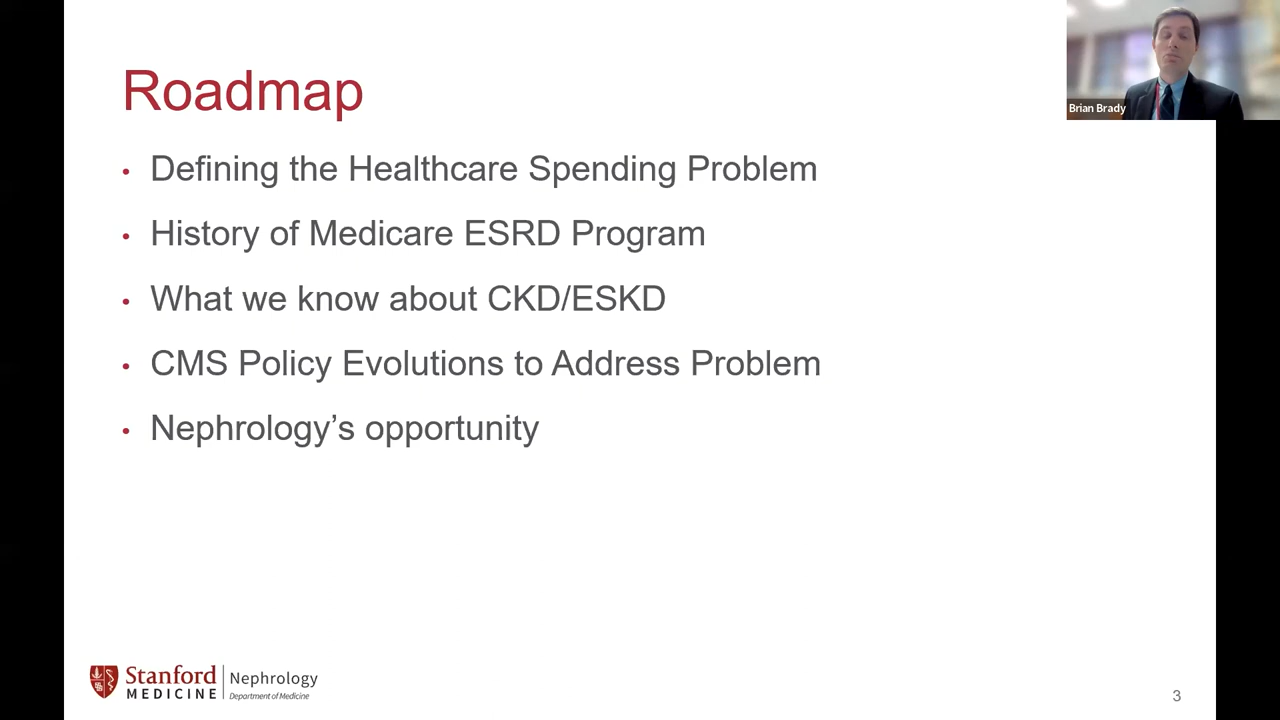 Roadmap
Brian Brady
• Defining the Healthcare Spending Problem
• History of Medicare ESRD Program
• What we know about CKD/ESKD
• CMS Policy Evolutions to Address Problem
• Nephrology’s opportunity
Stanford
MEDICINE
Nephrology
Department of Medicine
3